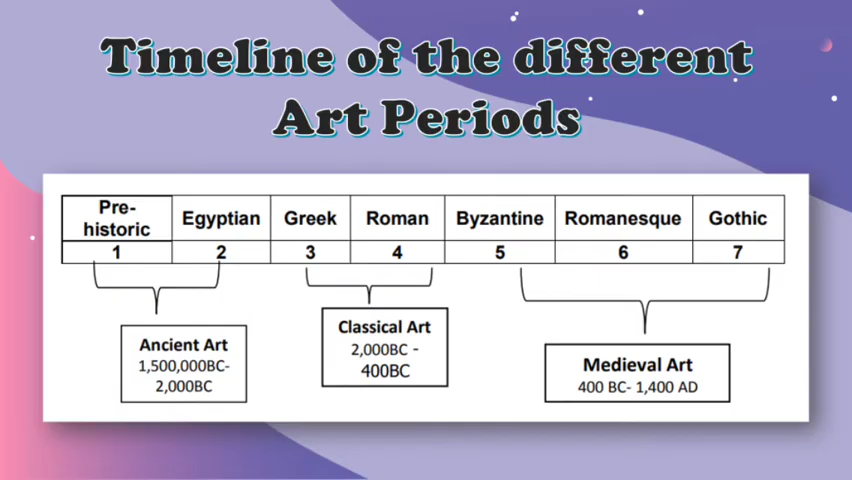 Timeline of the different
Art Periods
Pre-
historic
Egyptian
Greek
Roman
Byzantine
Romanesque
Gothic
1
2
3
4
5
6
7
Ancient Art
1,500,000BC-
2,000BC
Classical Art
2,000BC -
400BC
Medieval Art
400 BC- 1,400 AD